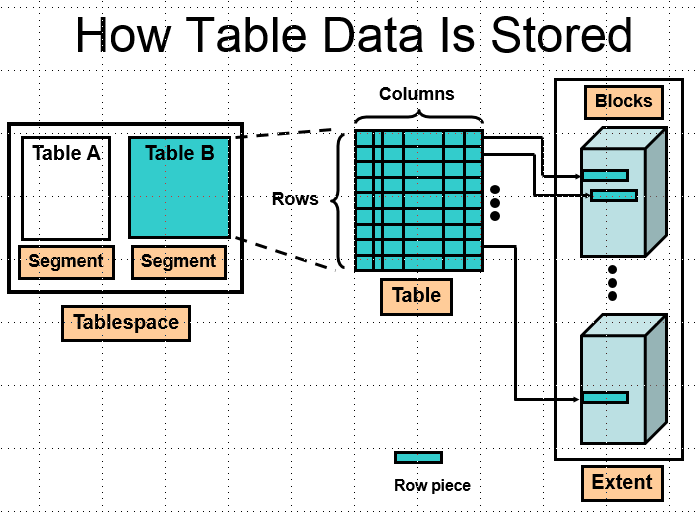 How Table Data Is Stored
Columns
Blocks
Table A
Table B
Rows
Segment
Segment
Table
Tablespace
Row piece
Extent